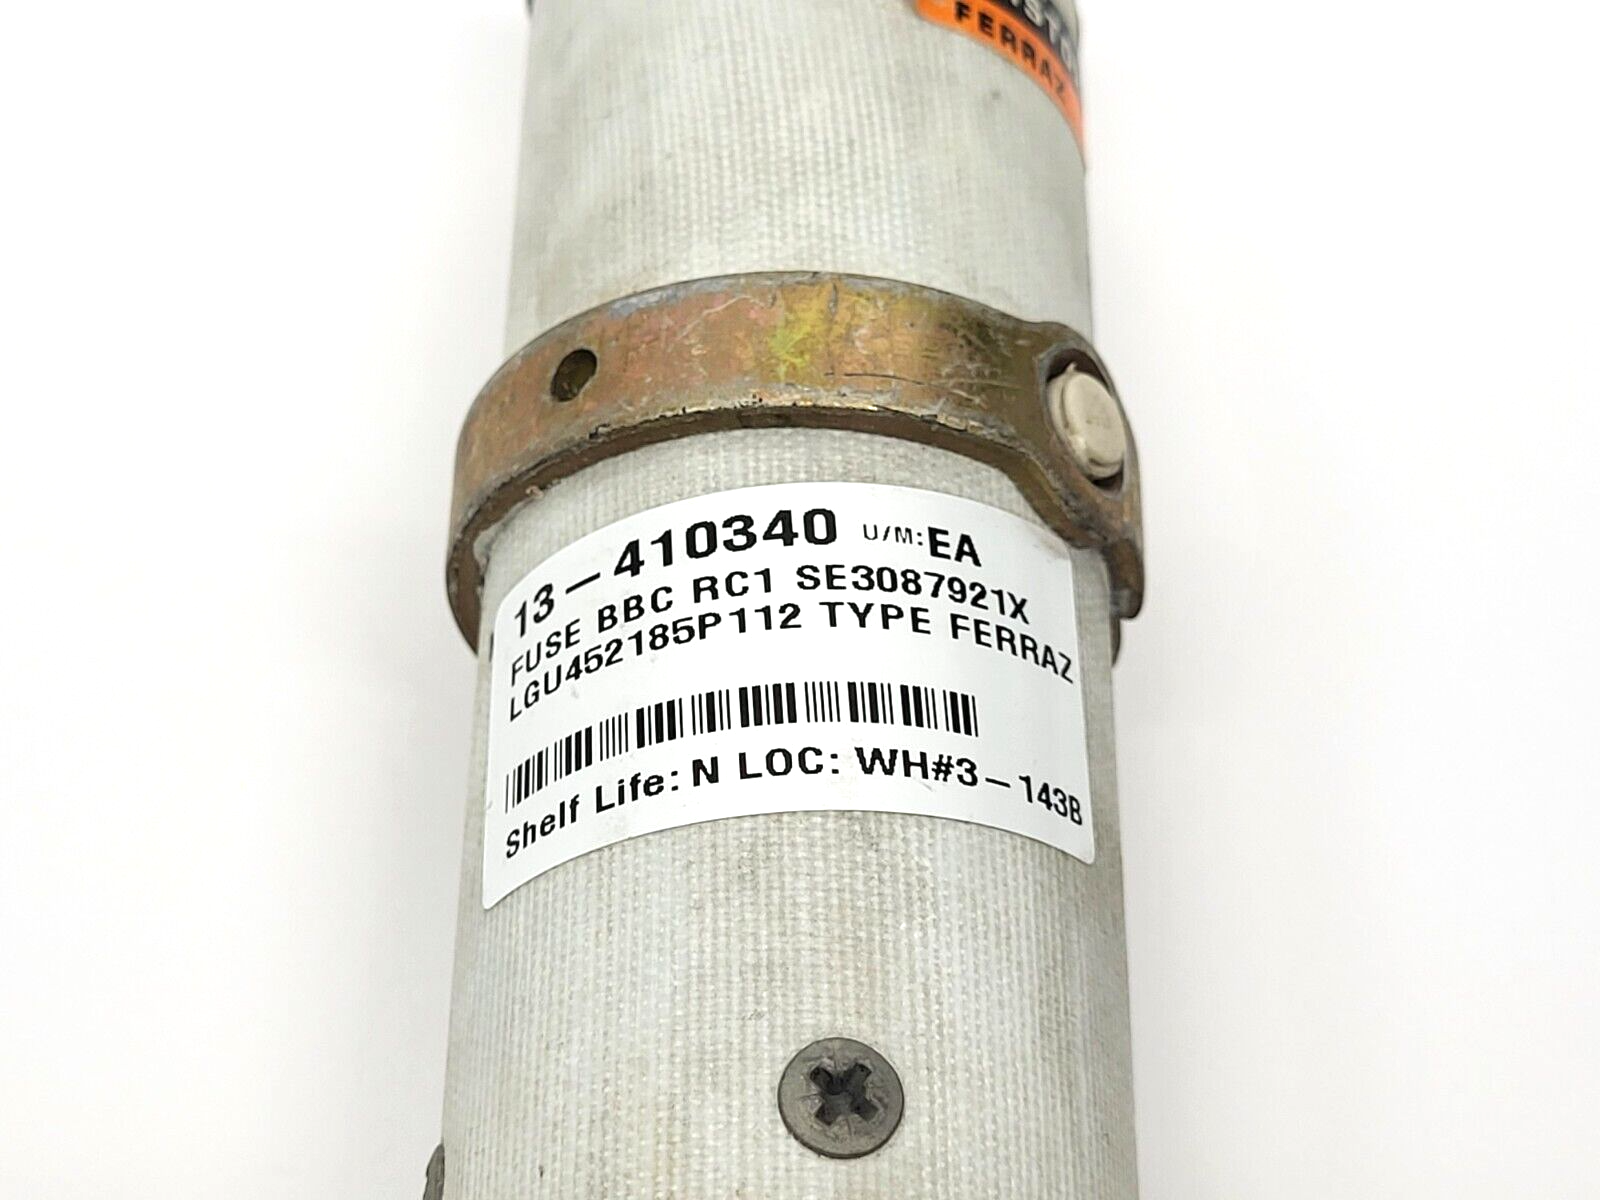 FERRAZ
13-410340 U/M: EA
FUSE BBC RC1 SE3087921X
LGU452185P112 TYPE FERRAZ
Shelf Life: N LOC: WH#3-143B